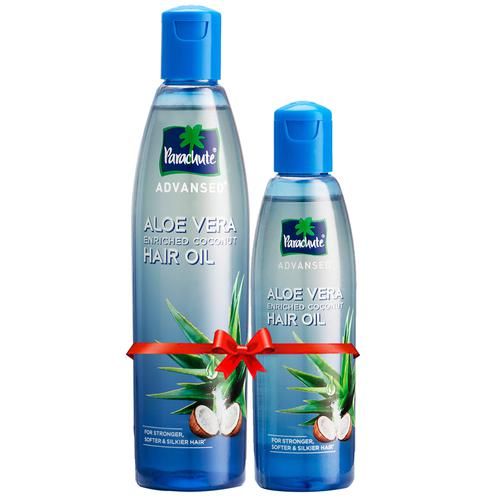 Parachute®
ADVANSED®
ALOE VERA
ENRICHED COCONUT
HAIR OIL
FOR STRONGER,
SOFTER & SILKIER HAIR*
Parachute®
ADVANSED®
ALOE VERA
ENRICHED COCONUT
HAIR OIL
FOR STRONGER,
SOFTER & SILKIER HAIR*